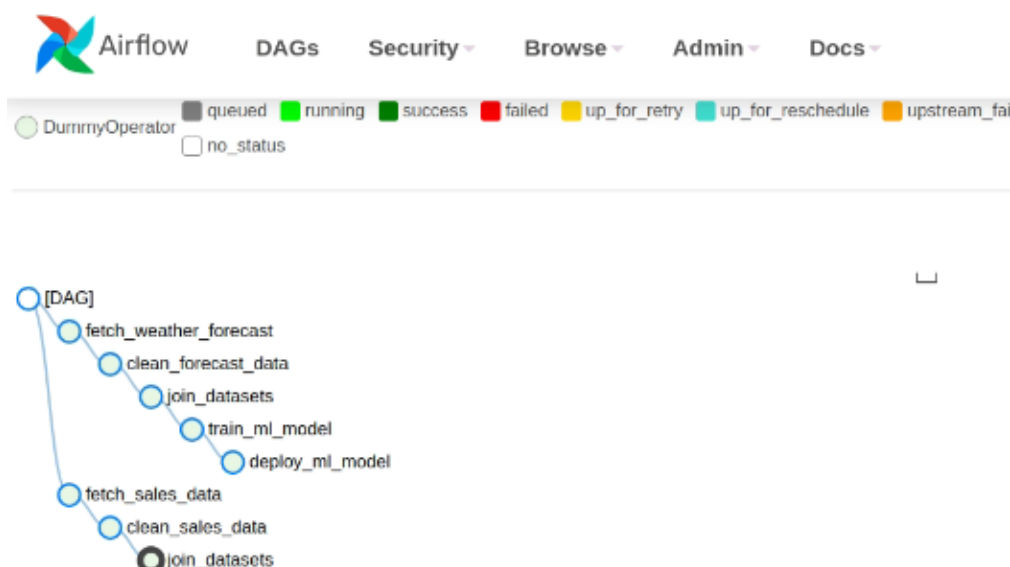 Airflow DAGs Security Browse Admin Docs
DummyOperator queued running success failed up_for_retry up_for_reschedule upstream_fai
no_status
[DAG]
fetch_weather_forecast
clean_forecast_data
join_datasets
train_ml_model
deploy_ml_model
fetch_sales_data
clean_sales_data
join_datasets